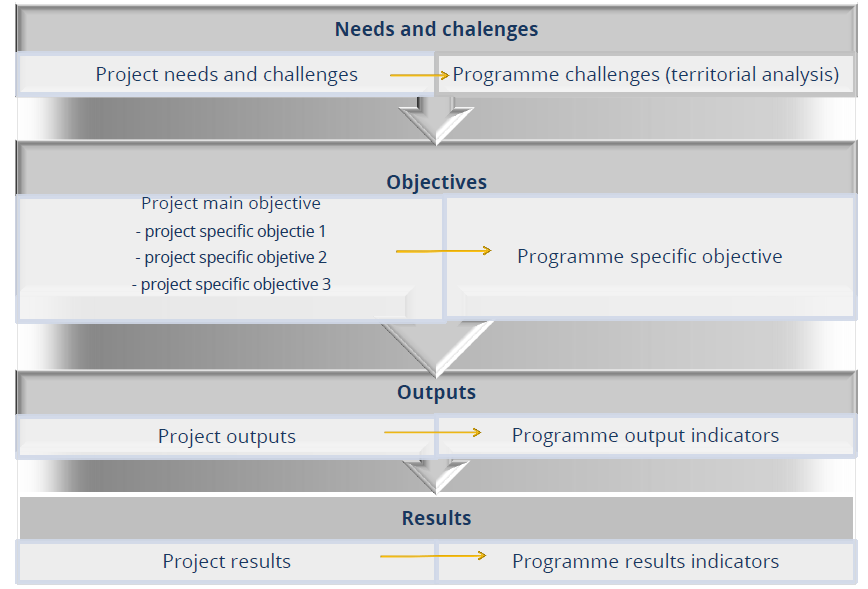 Needs and chalenges
Project needs and challenges
Programme challenges (territorial analysis)
Objectives
Project main objective
- project specific objectie 1
- project specific objetive 2
- project specific objective 3
Programme specific objective
Outputs
Project outputs
Programme output indicators
Results
Project results
Programme results indicators